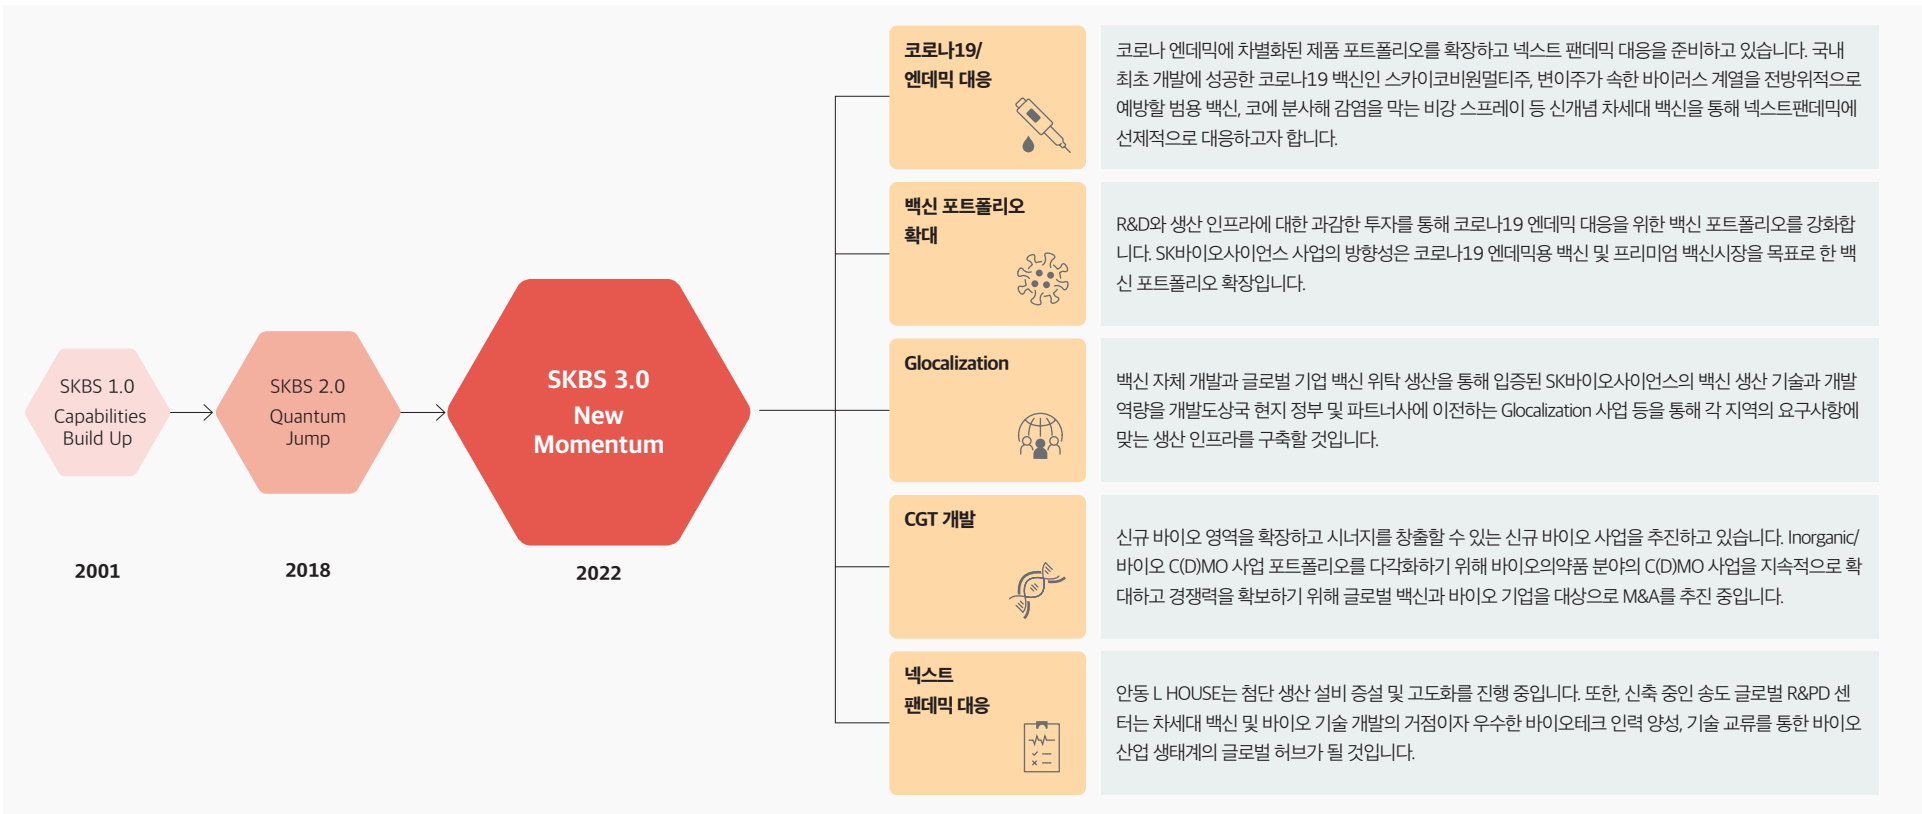 SKBS 1.0
Capabilities
Build Up
2001
SKBS 2.0
Quantum
Jump
2018
SKBS 3.0
New
Momentum
2022
코로나19/
엔데믹 대응
코로나 엔데믹에 차별화된 제품 포트폴리오를 확장하고 넥스트 팬데믹 대응을 준비하고 있습니다. 국내
최초 개발에 성공한 코로나19 백신인 스카이코비원멀티주, 변이주가 속한 바이러스 계열을 전방위적으로
예방할 범용 백신, 코에 분사해 감염을 막는 비강 스프레이 등 신개념 차세대 백신을 통해 넥스트팬데믹에
선제적으로 대응하고자 합니다.
백신 포트폴리오
확대
R&D와 생산 인프라에 대한 과감한 투자를 통해 코로나19 엔데믹 대응을 위한 백신 포트폴리오를 강화합
니다. SK바이오사이언스 사업의 방향성은 코로나19 엔데믹용 백신 및 프리미엄 백신시장을 목표로 한 백
신 포트폴리오 확장입니다.
Glocalization
백신 자체 개발과 글로벌 기업 백신 위탁 생산을 통해 입증된 SK바이오사이언스의 백신 생산 기술과 개발
역량을 개발도상국 현지 정부 및 파트너사에 이전하는 Glocalization 사업 등을 통해 각 지역의 요구사항에
맞는 생산 인프라를 구축할 것입니다.
CGT 개발
신규 바이오 영역을 확장하고 시너지를 창출할 수 있는 신규 바이오 사업을 추진하고 있습니다. Inorganic/
바이오 C(D)MO 사업 포트폴리오를 다각화하기 위해 바이오의약품 분야의 C(D)MO 사업을 지속적으로 확
대하고 경쟁력을 확보하기 위해 글로벌 백신과 바이오 기업을 대상으로 M&A를 추진 중입니다.
넥스트
팬데믹 대응
안동 L HOUSE는 첨단 생산 설비 증설 및 고도화를 진행 중입니다. 또한, 신축 중인 송도 글로벌 R&PD 센
터는 차세대 백신 및 바이오 기술 개발의 거점이자 우수한 바이오테크 인력 양성, 기술 교류를 통한 바이오
산업 생태계의 글로벌 허브가 될 것입니다.